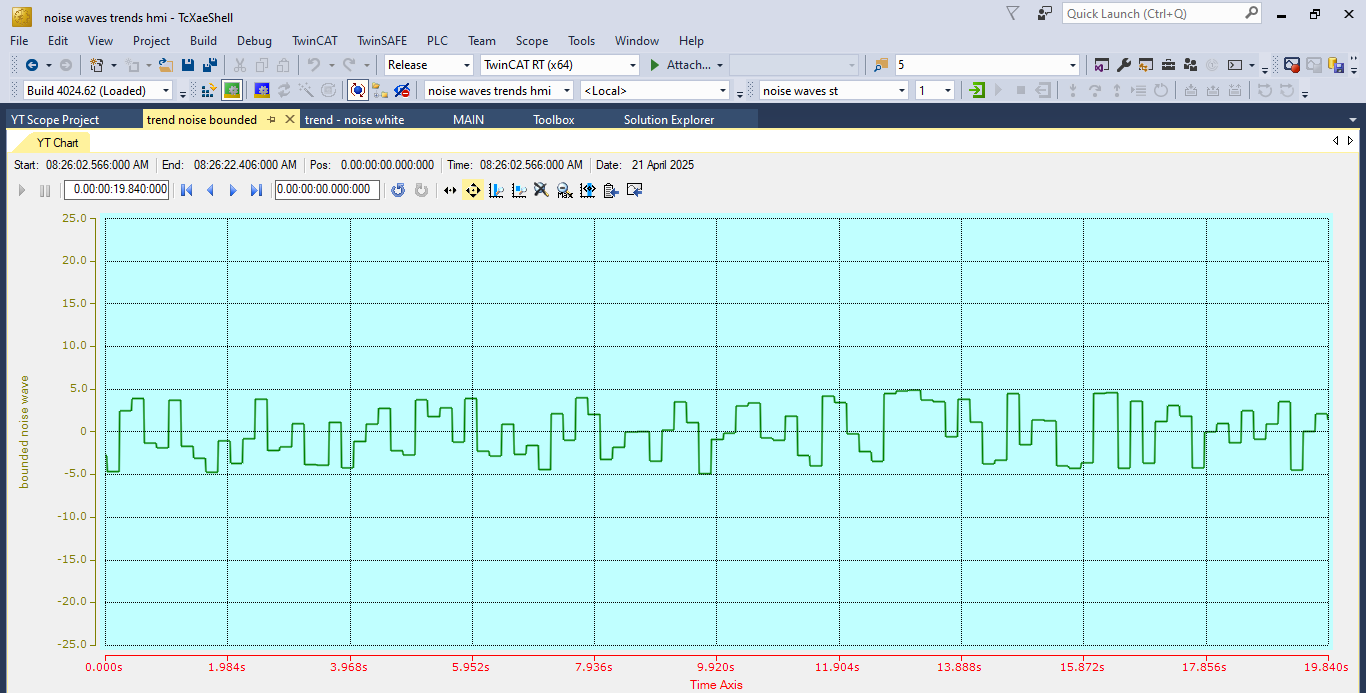 noise waves trends hmi - TcXaeShell
Quick Launch (Ctrl+Q)
File Edit View Project Build Debug TwinCAT TwinSAFE PLC Team Scope Tools Window Help
Release TwinCAT RT (x64) Attach... 5
Build 4024.62 (Loaded) noise waves trends hmi <Local> noise waves st 1
YT Scope Project trend noise bounded trend - noise white MAIN Toolbox Solution Explorer
YT Chart
Start: 08:26:02.566:000 AM End: 08:26:22.406:000 AM Pos: 0.00:00:00.000:000 Time: 08:26:02.566:000 AM Date: 21 April 2025
0.00:00:19.840:000 0.00:00:00.000:000 Max
25.0
20.0
15.0
10.0
5.0
0
-5.0
-10.0
-15.0
-20.0
-25.0
bounded noise wave
0.000s 1.984s 3.968s 5.952s 7.936s 9.920s 11.904s 13.888s 15.872s 17.856s 19.840s
Time Axis